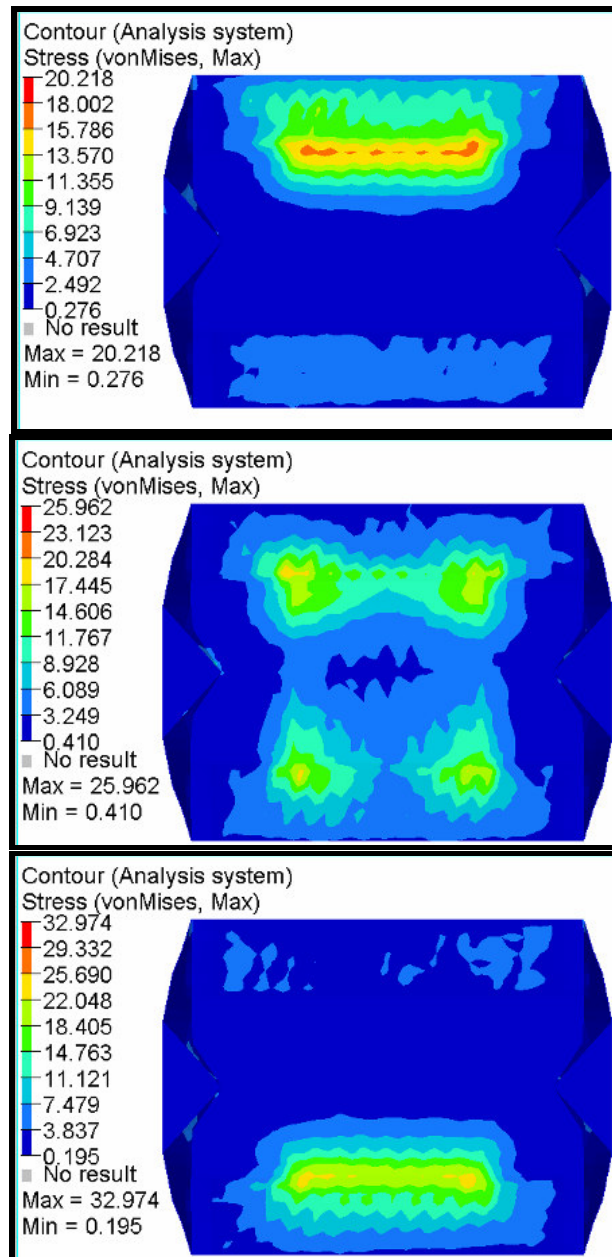 Contour (Analysis system)
Stress (vonMises, Max)
20.218
18.002
15.786
13.570
11.355
9.139
6.923
4.707
2.492
0.276
No result
Max = 20.218
Min = 0.276
Contour (Analysis system)
Stress (vonMises, Max)
25.962
23.123
20.284
17.445
14.606
11.767
8.928
6.089
3.249
0.410
No result
Max = 25.962
Min = 0.410
Contour (Analysis system)
Stress (vonMises, Max)
32.974
29.332
25.690
22.048
18.405
14.763
11.121
7.479
3.837
0.195
No result
Max = 32.974
Min = 0.195